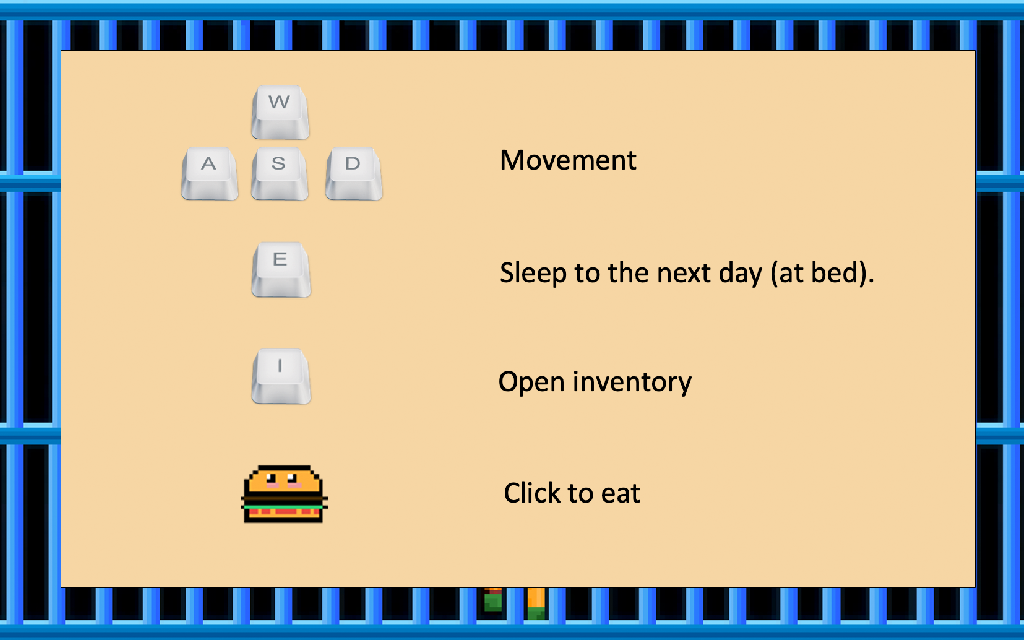 W
A S D
Movement
E
Sleep to the next day (at bed).
I
Open inventory
Click to eat